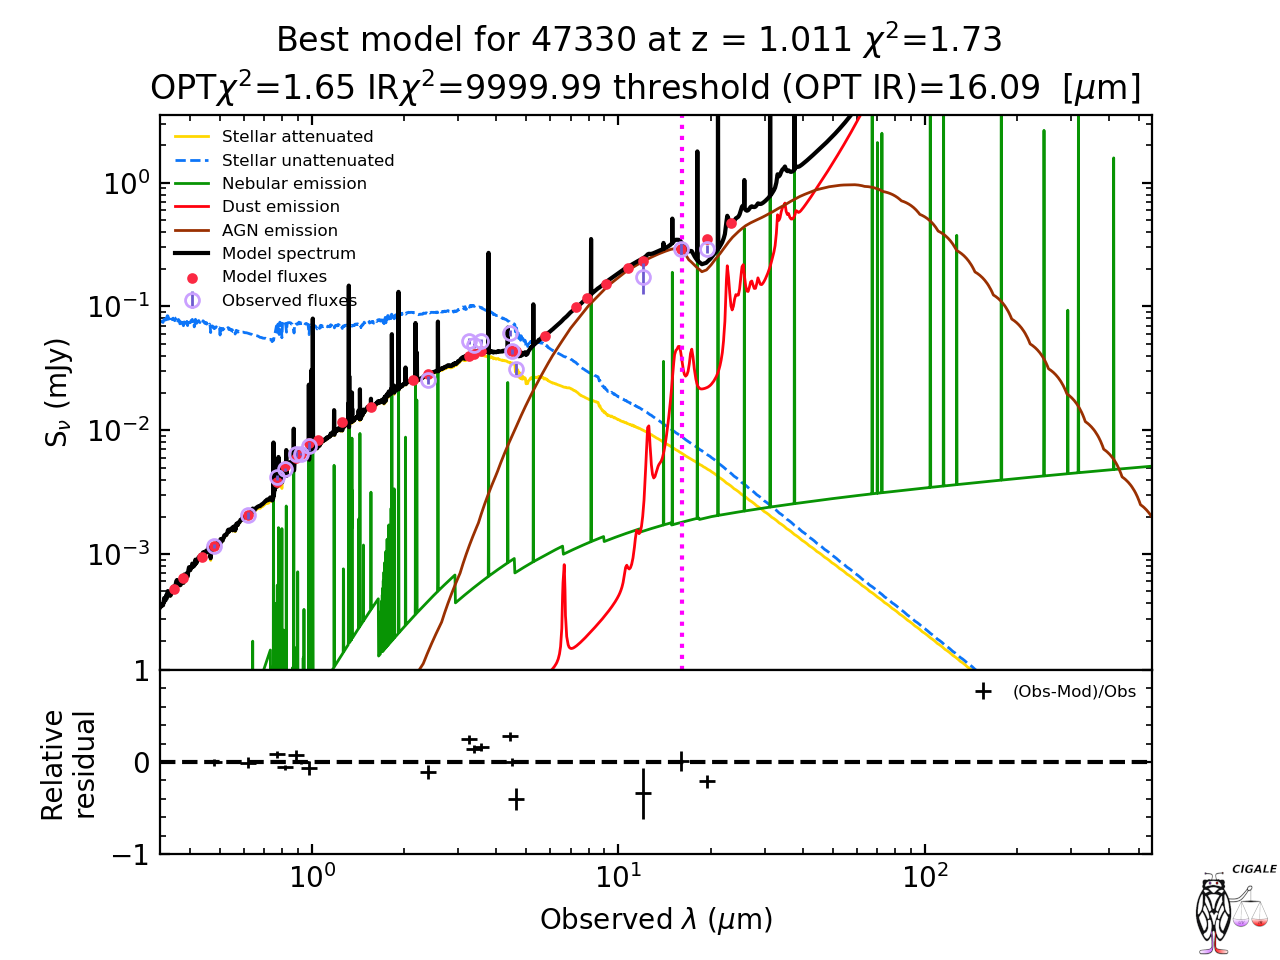 Best model for 47330 at z = 1.011 χ²=1.73
OPTχ²=1.65 IRχ²=9999.99 threshold (OPT IR)=16.09 [μm]
Stellar attenuated
Stellar unattenuated
Nebular emission
Dust emission
AGN emission
Model spectrum
Model fluxes
Observed fluxes
10⁰
10⁻¹
10⁻²
10⁻³
S_ν (mJy)
1
0
−1
Relative
residual
(Obs-Mod)/Obs
10⁰ 10¹ 10²
Observed λ (μm)
CIGALE